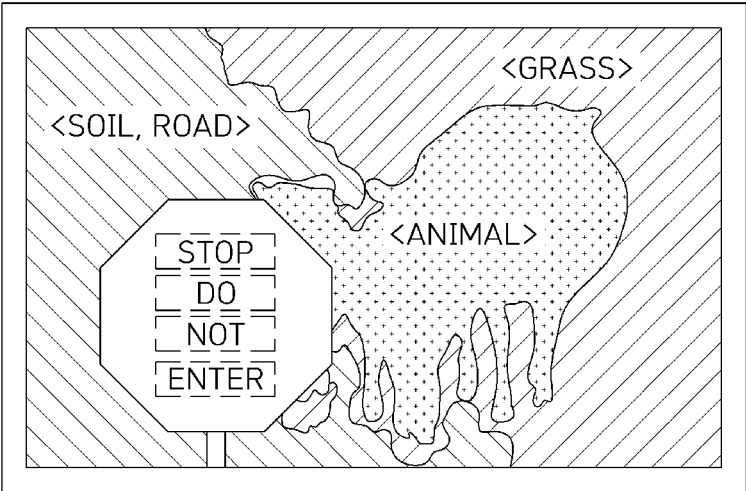 <GRASS>
<SOIL, ROAD>
<ANIMAL>
STOP
DO
NOT
ENTER